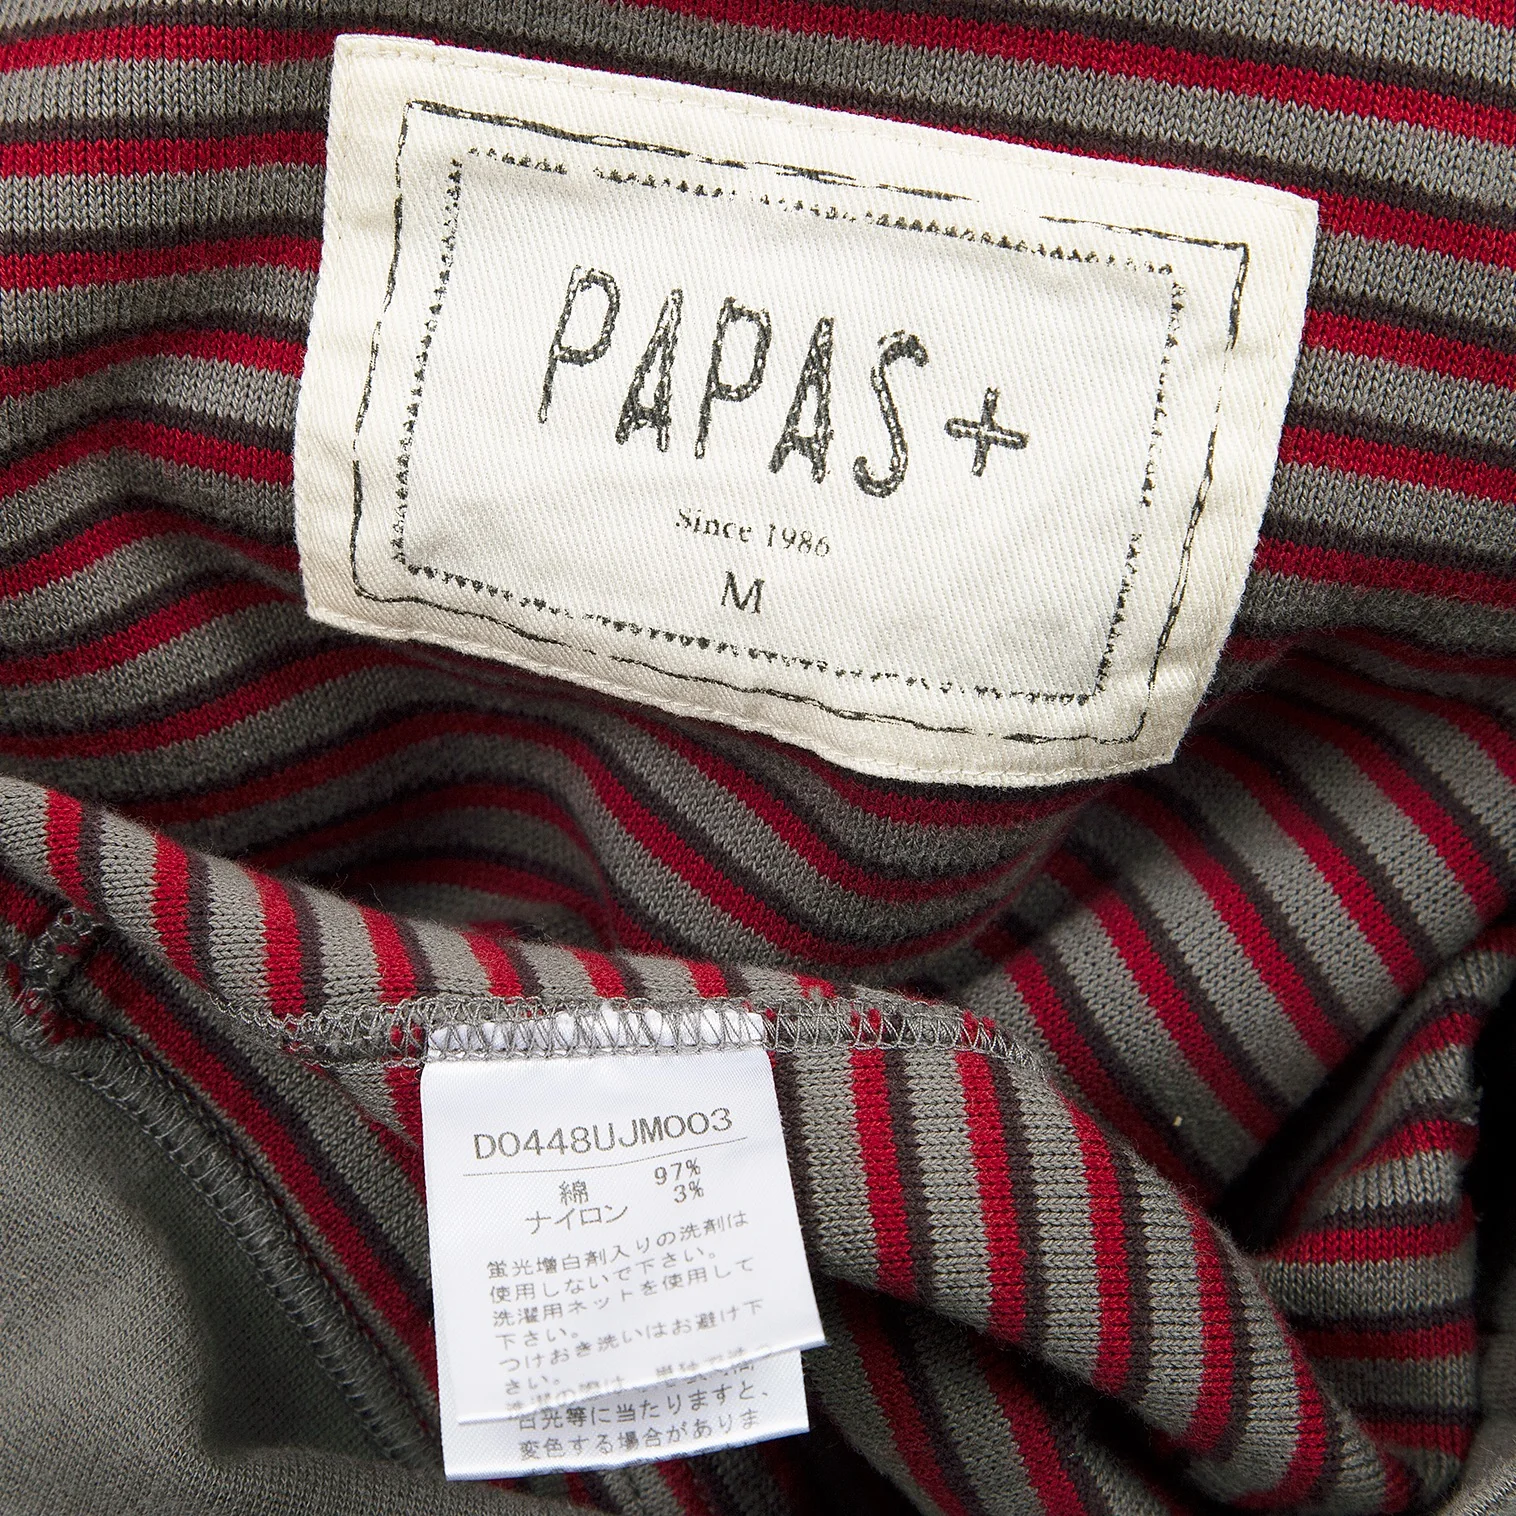 PAPAS+
Since 1986
M
D0448UJM003
綿 97%
ナイロン 3%
蛍光増白剤入りの洗剤は
使用しないで下さい。
洗濯用ネットを使用して
下さい。
つけおき洗いはお避け下
さい。
日光等に当たりますと、
変色する場合がありま